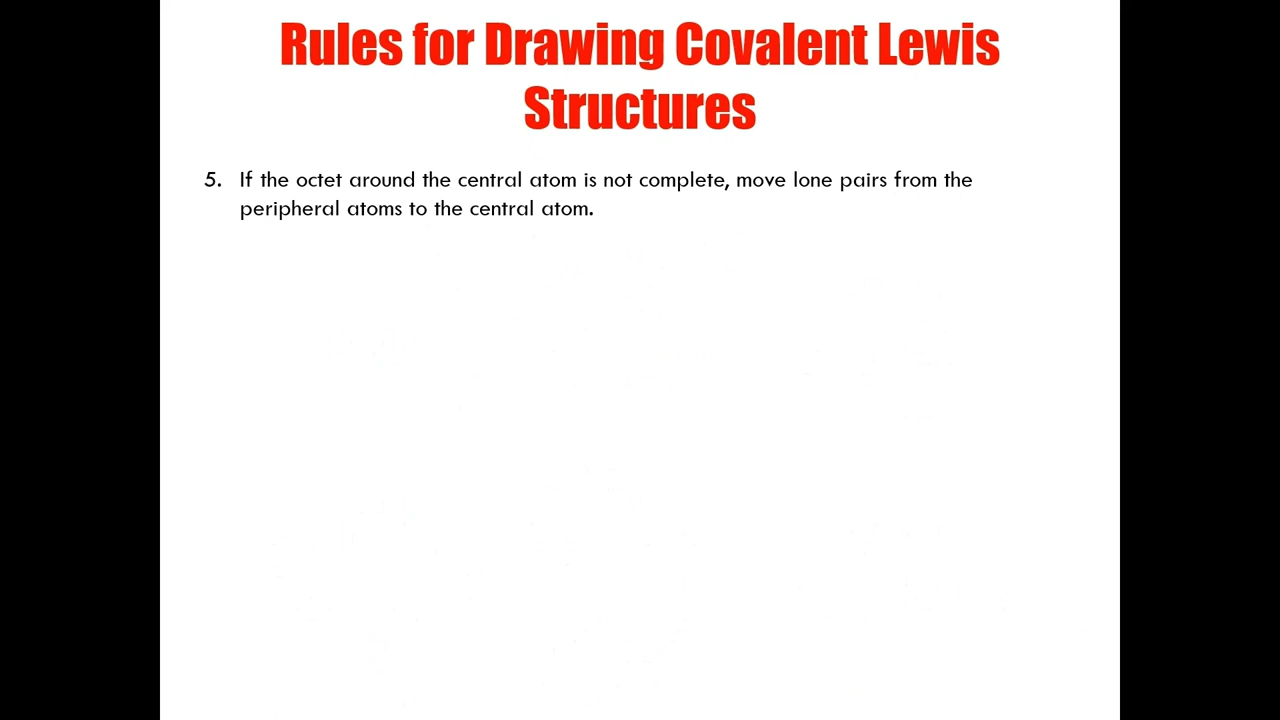 Rules for Drawing Covalent Lewis
Structures
5. If the octet around the central atom is not complete, move lone pairs from the
peripheral atoms to the central atom.